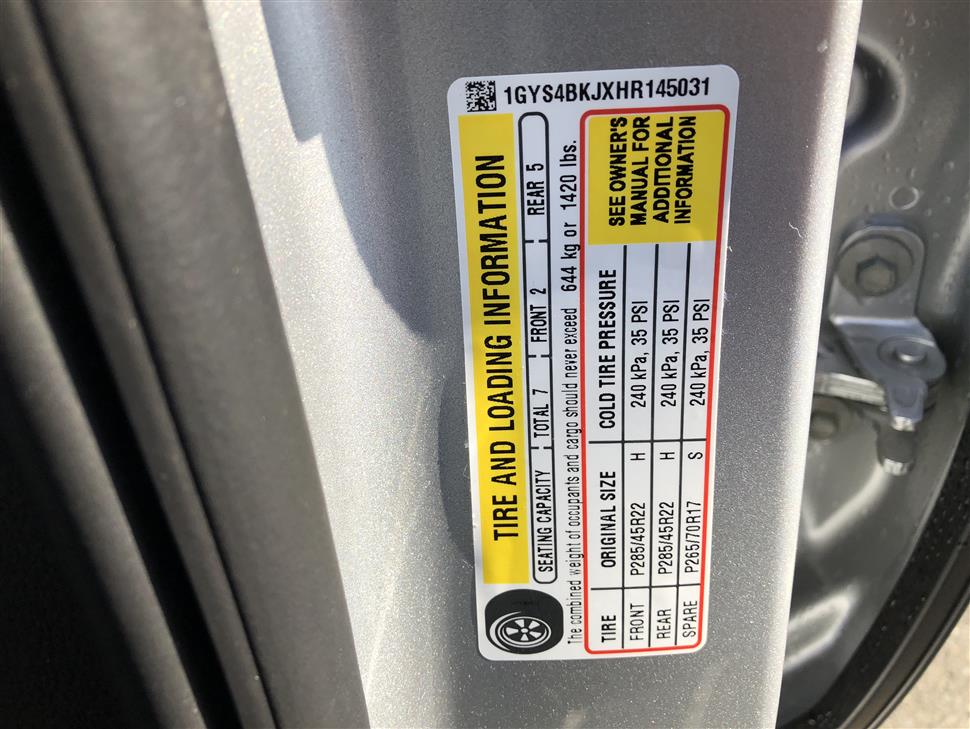 1GYS4BKJXHR145031
TIRE AND LOADING INFORMATION
SEATING CAPACITY TOTAL 7 FRONT 2 REAR 5
The combined weight of occupants and cargo should never exceed 644 kg or 1420 lbs.
TIRE ORIGINAL SIZE COLD TIRE PRESSURE
FRONT P285/45R22 H 240 kPa, 35 PSI
REAR P285/45R22 H 240 kPa, 35 PSI
SPARE P265/70R17 S 240 kPa, 35 PSI
SEE OWNER'S
MANUAL FOR
ADDITIONAL
INFORMATION